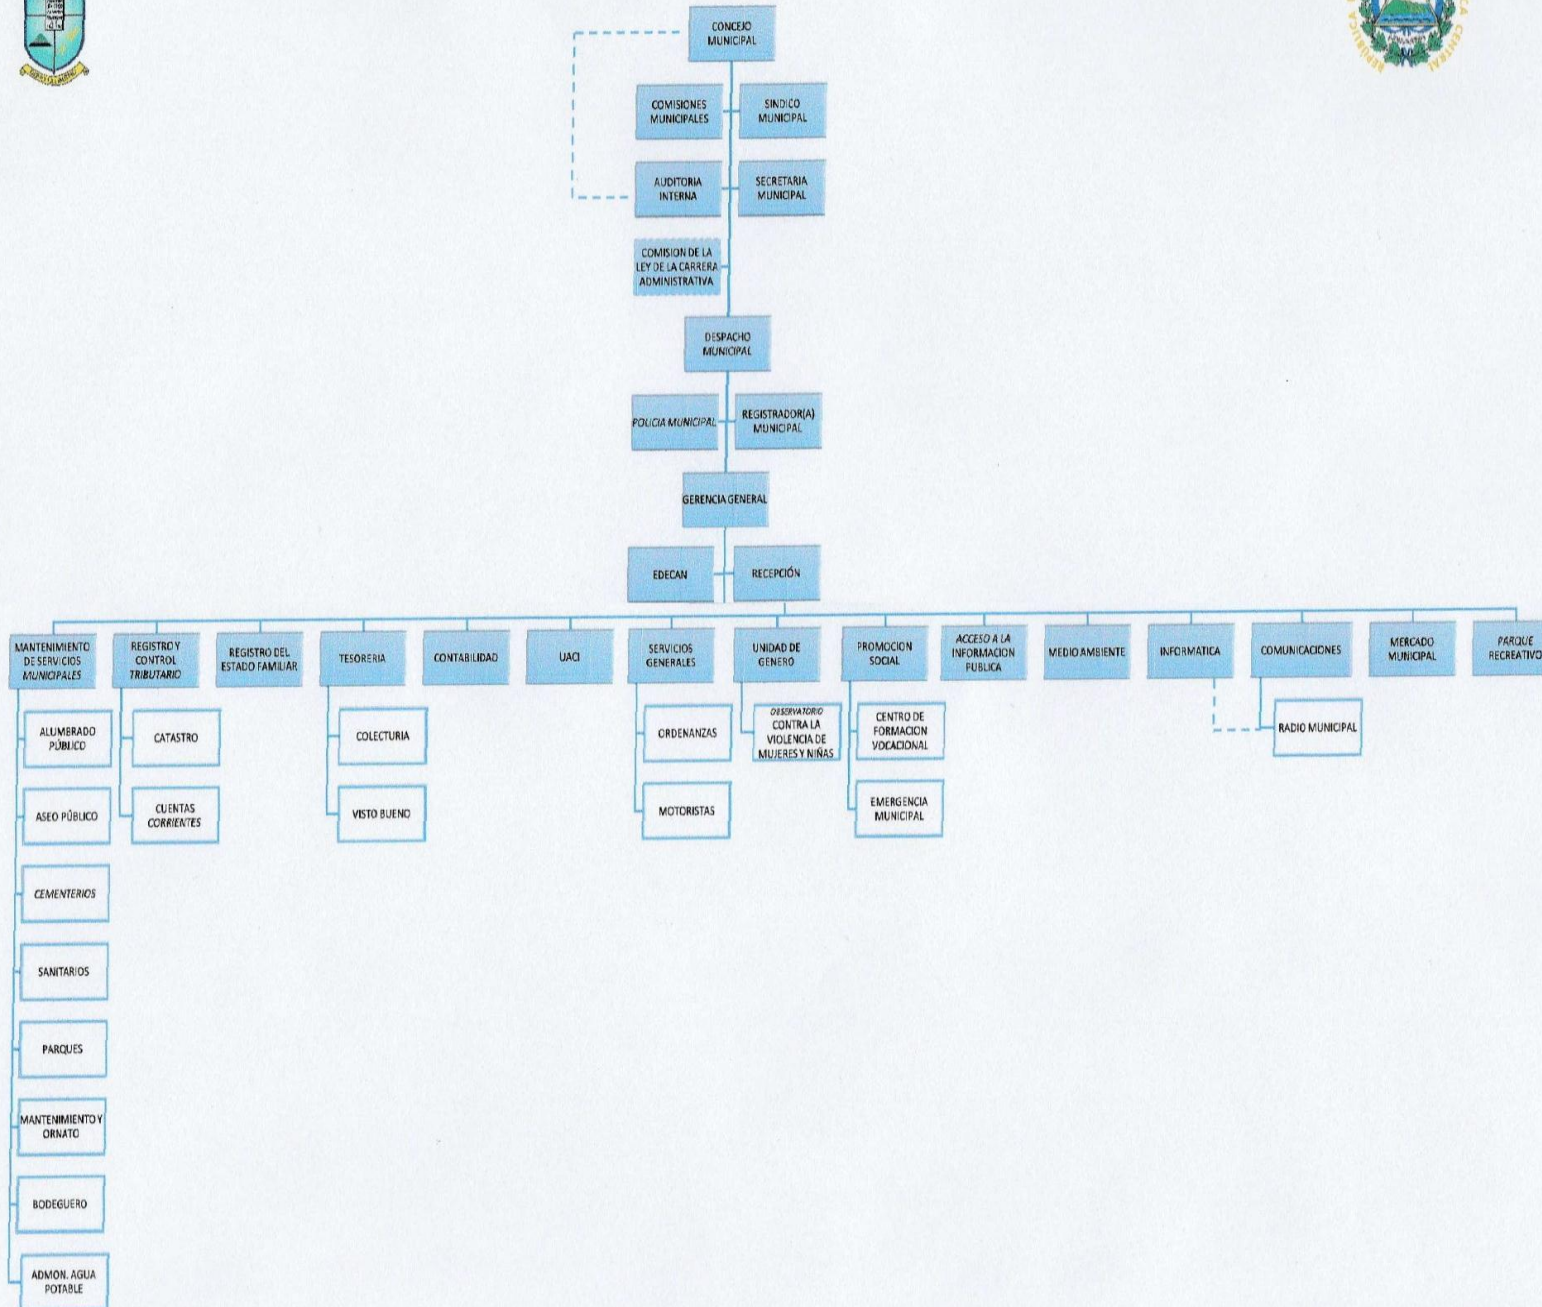 REPÚBLICA
CENTRAL
CONCEJO
MUNICIPAL
COMISIONES
MUNICIPALES
SINDICO
MUNICIPAL
AUDITORIA
INTERNA
SECRETARIA
MUNICIPAL
COMISION DE LA
LEY DE LA CARRERA
ADMINISTRATIVA
DESPACHO
MUNICIPAL
POLICIA MUNICIPAL
REGISTRADOR(A)
MUNICIPAL
GERENCIA GENERAL
EDECAN
RECEPCIÓN
MANTENIMIENTO
DE SERVICIOS
MUNICIPALES
REGISTRO Y
CONTROL
TRIBUTARIO
REGISTRO DEL
ESTADO FAMILIAR
TESORERIA
CONTABILIDAD
UACI
SERVICIOS
GENERALES
UNIDAD DE
GENERO
PROMOCION
SOCIAL
ACCESO A LA
INFORMACION
PUBLICA
MEDIO AMBIENTE
INFORMATICA
COMUNICACIONES
MERCADO
MUNICIPAL
PARQUE
RECREATIVO
ALUMBRADO
PÚBLICO
CATASTRO
COLECTURIA
ORDENANZAS
OBSERVATORIO
CONTRA LA
VIOLENCIA DE
MUJERES Y NIÑAS
CENTRO DE
FORMACION
VOCACIONAL
RADIO MUNICIPAL
ASEO PÚBLICO
CUENTAS
CORRIENTES
VISTO BUENO
MOTORISTAS
EMERGENCIA
MUNICIPAL
CEMENTERIOS
SANITARIOS
PARQUES
MANTENIMIENTO Y
ORNATO
BODEGUERO
ADMON. AGUA
POTABLE